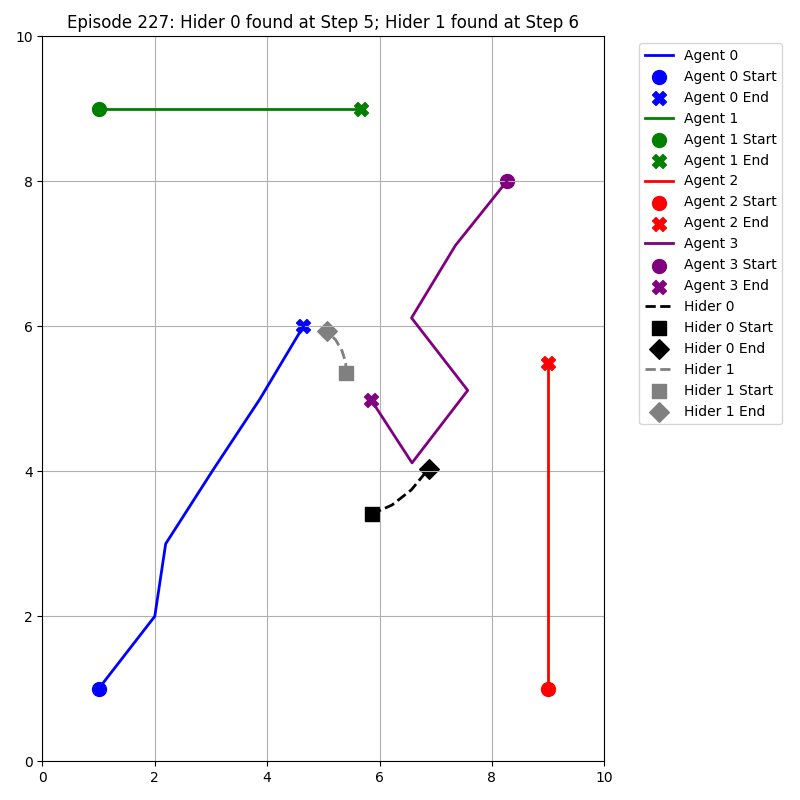 Episode 227: Hider 0 found at Step 5; Hider 1 found at Step 6
10
8
6
4
2
0
0
2
4
6
8
10
Agent 0
Agent 0 Start
Agent 0 End
Agent 1
Agent 1 Start
Agent 1 End
Agent 2
Agent 2 Start
Agent 2 End
Agent 3
Agent 3 Start
Agent 3 End
Hider 0
Hider 0 Start
Hider 0 End
Hider 1
Hider 1 Start
Hider 1 End